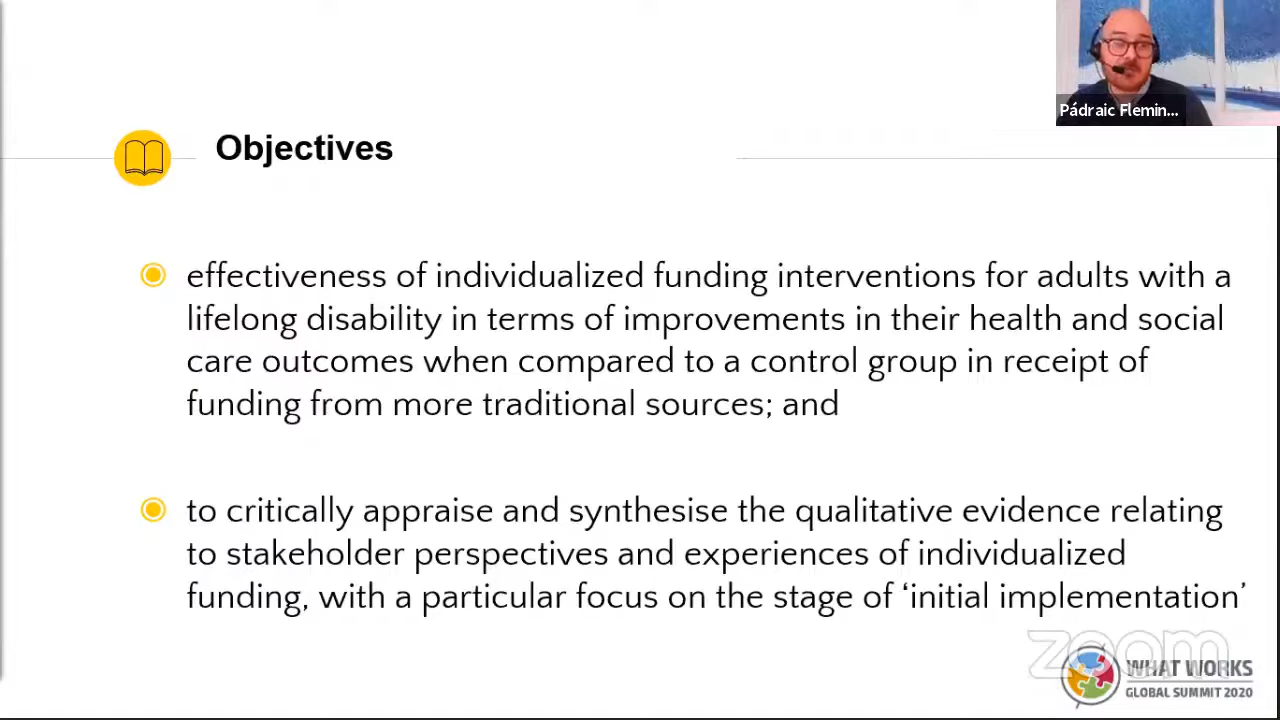 Pádraic Flemin...
Objectives
effectiveness of individualized funding interventions for adults with a
lifelong disability in terms of improvements in their health and social
care outcomes when compared to a control group in receipt of
funding from more traditional sources; and
to critically appraise and synthesise the qualitative evidence relating
to stakeholder perspectives and experiences of individualized
funding, with a particular focus on the stage of ‘initial implementation’
zoom
WHAT WORKS
GLOBAL SUMMIT 2020